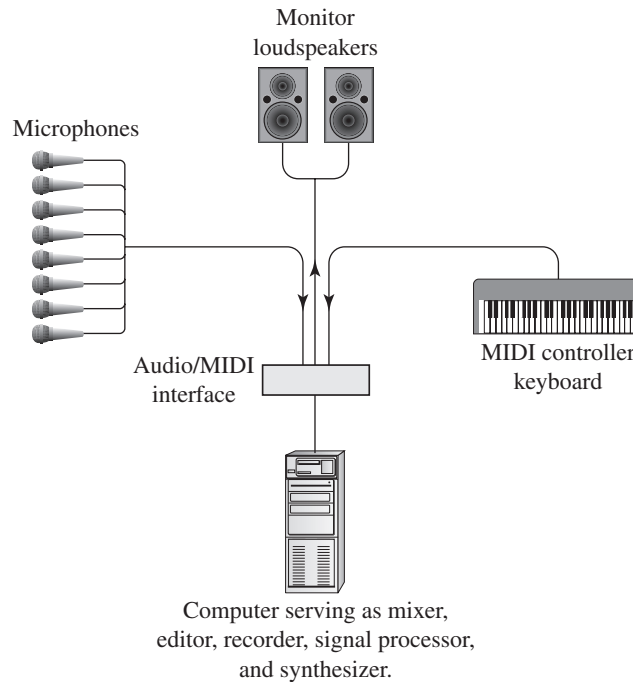 Monitor
loudspeakers
Microphones
Audio/MIDI
interface
MIDI controller
keyboard
Computer serving as mixer,
editor, recorder, signal processor,
and synthesizer.